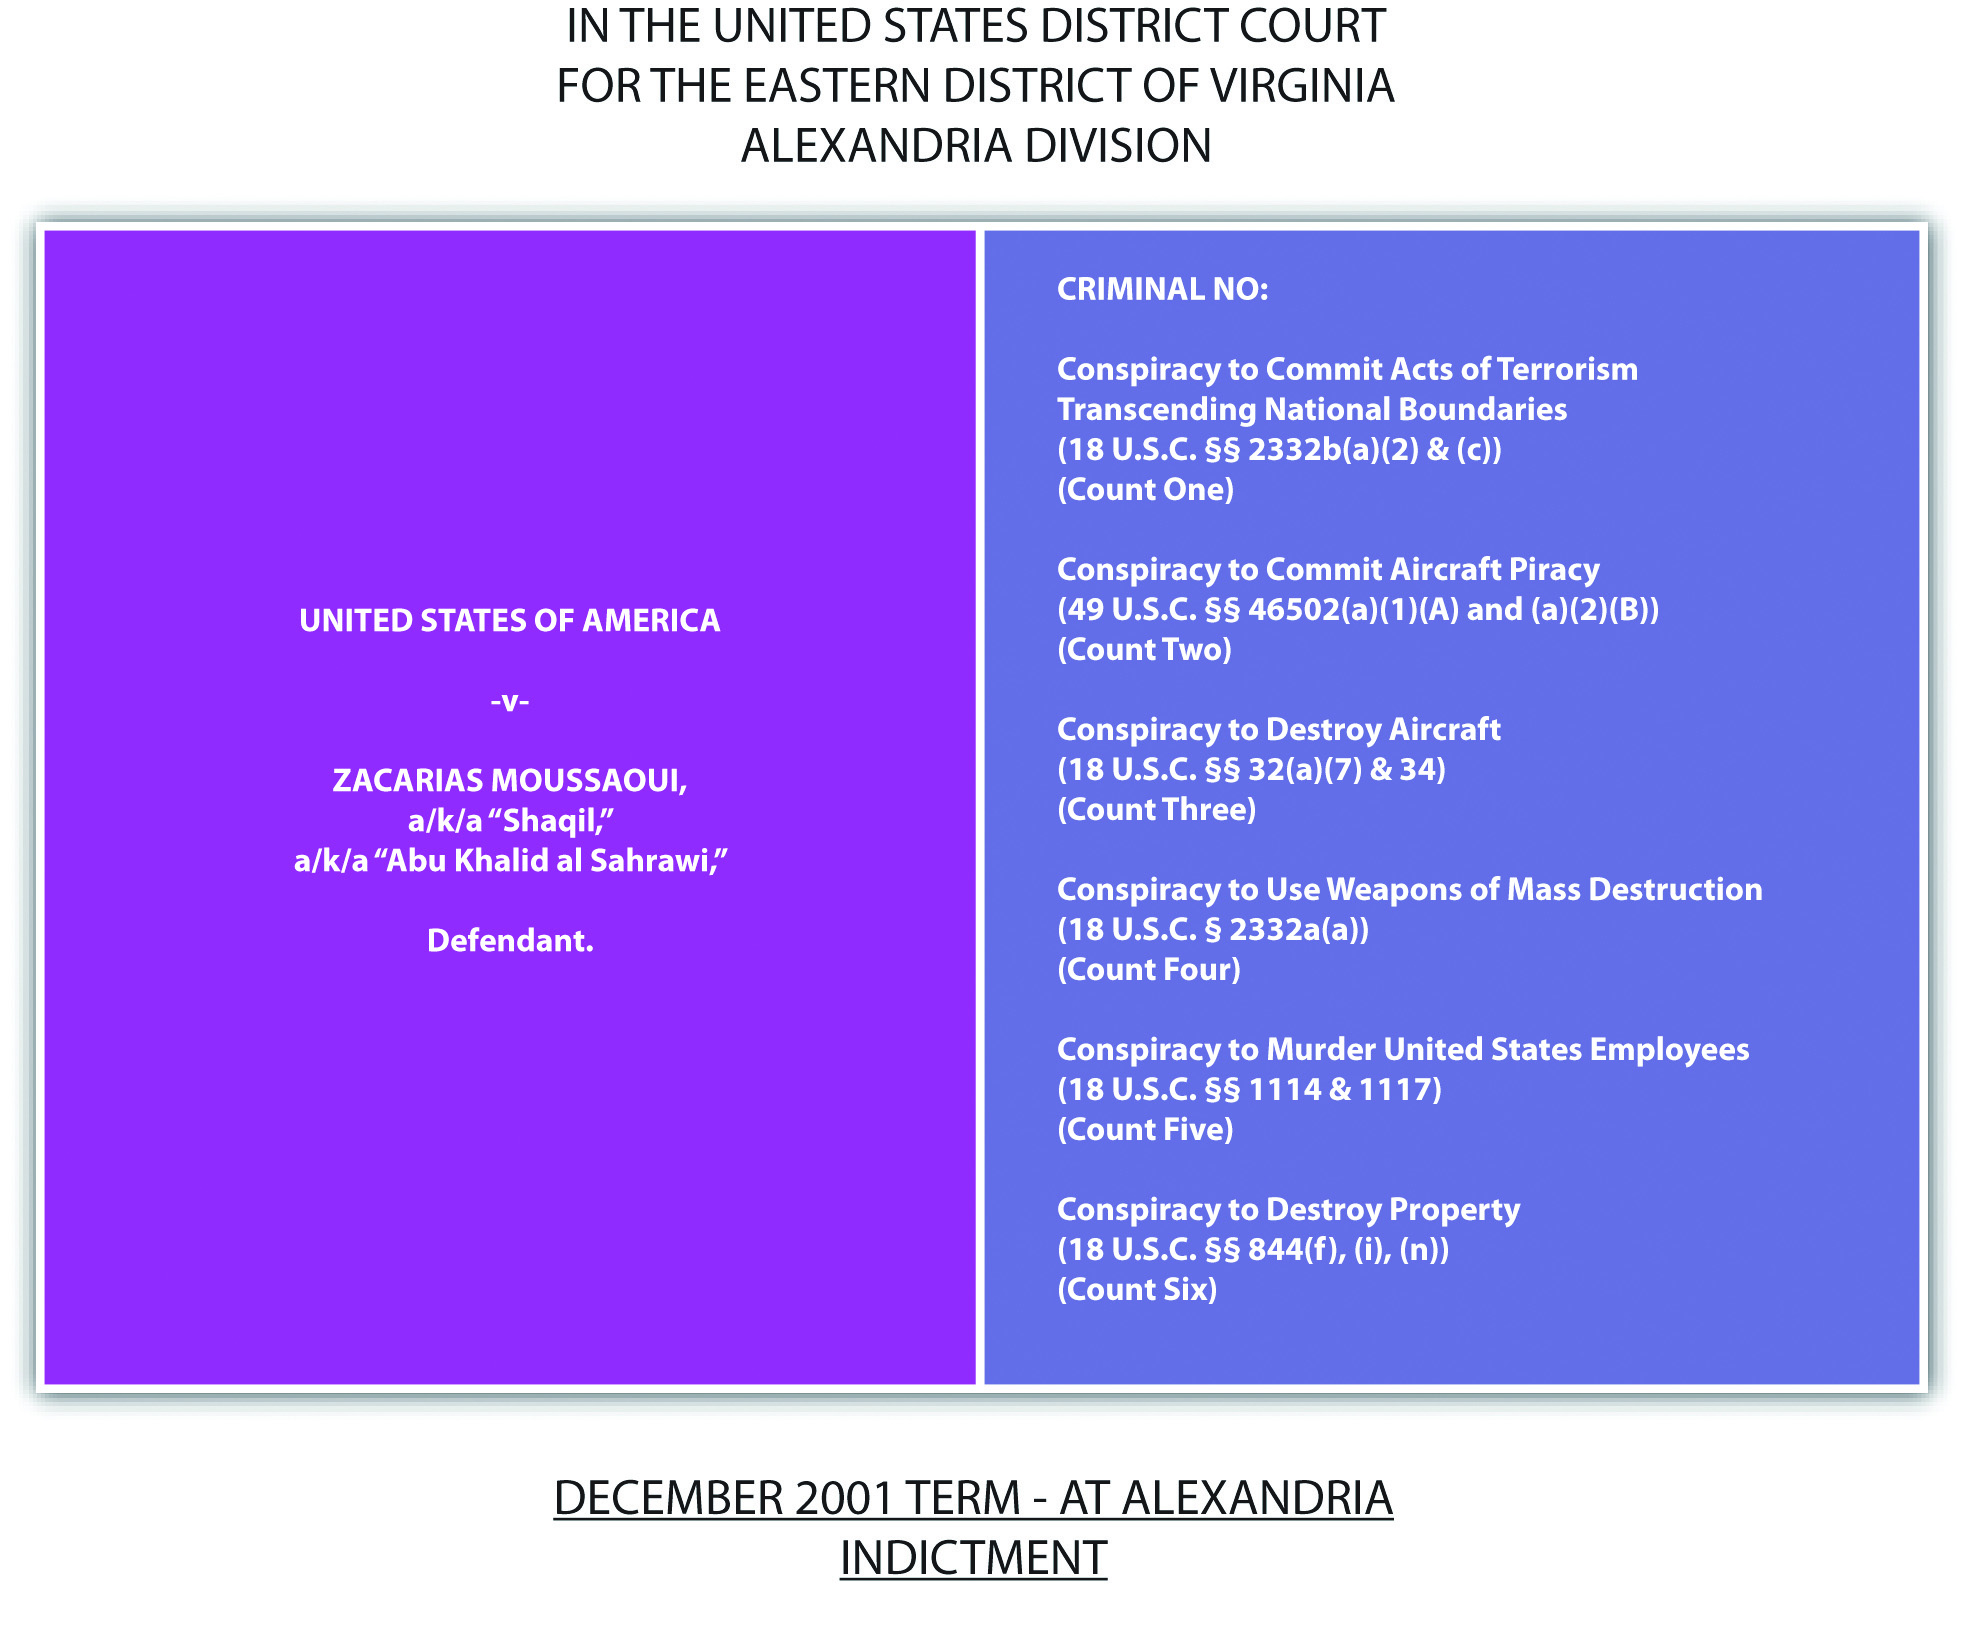 IN THE UNITED STATES DISTRICT COURT
FOR THE EASTERN DISTRICT OF VIRGINIA
ALEXANDRIA DIVISION
UNITED STATES OF AMERICA
-v-
ZACARIAS MOUSSAOUI,
a/k/a “Shaqil,”
a/k/a “Abu Khalid al Sahrawi,”
Defendant.
CRIMINAL NO:
Conspiracy to Commit Acts of Terrorism
Transcending National Boundaries
(18 U.S.C. §§ 2332b(a)(2) & (c))
(Count One)
Conspiracy to Commit Aircraft Piracy
(49 U.S.C. §§ 46502(a)(1)(A) and (a)(2)(B))
(Count Two)
Conspiracy to Destroy Aircraft
(18 U.S.C. §§ 32(a)(7) & 34)
(Count Three)
Conspiracy to Use Weapons of Mass Destruction
(18 U.S.C. § 2332a(a))
(Count Four)
Conspiracy to Murder United States Employees
(18 U.S.C. §§ 1114 & 1117)
(Count Five)
Conspiracy to Destroy Property
(18 U.S.C. §§ 844(f), (i), (n))
(Count Six)
DECEMBER 2001 TERM - AT ALEXANDRIA
INDICTMENT